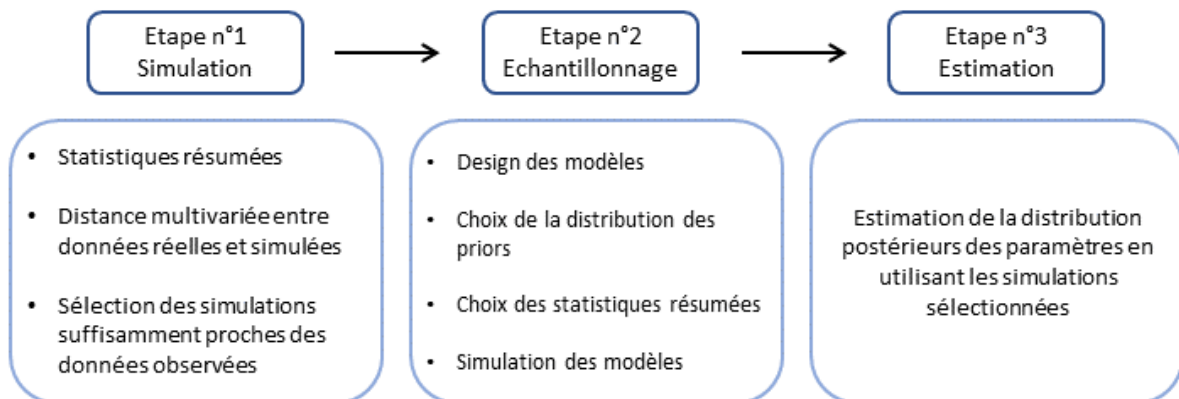 Etape n°1
Simulation
Etape n°2
Echantillonnage
Etape n°3
Estimation
• Statistiques résumées
• Distance multivariée entre
données réelles et simulées
• Sélection des simulations
suffisamment proches des
données observées
• Design des modèles
• Choix de la distribution des
priors
• Choix des statistiques résumées
• Simulation des modèles
Estimation de la distribution
postérieurs des paramètres en
utilisant les simulations
sélectionnées